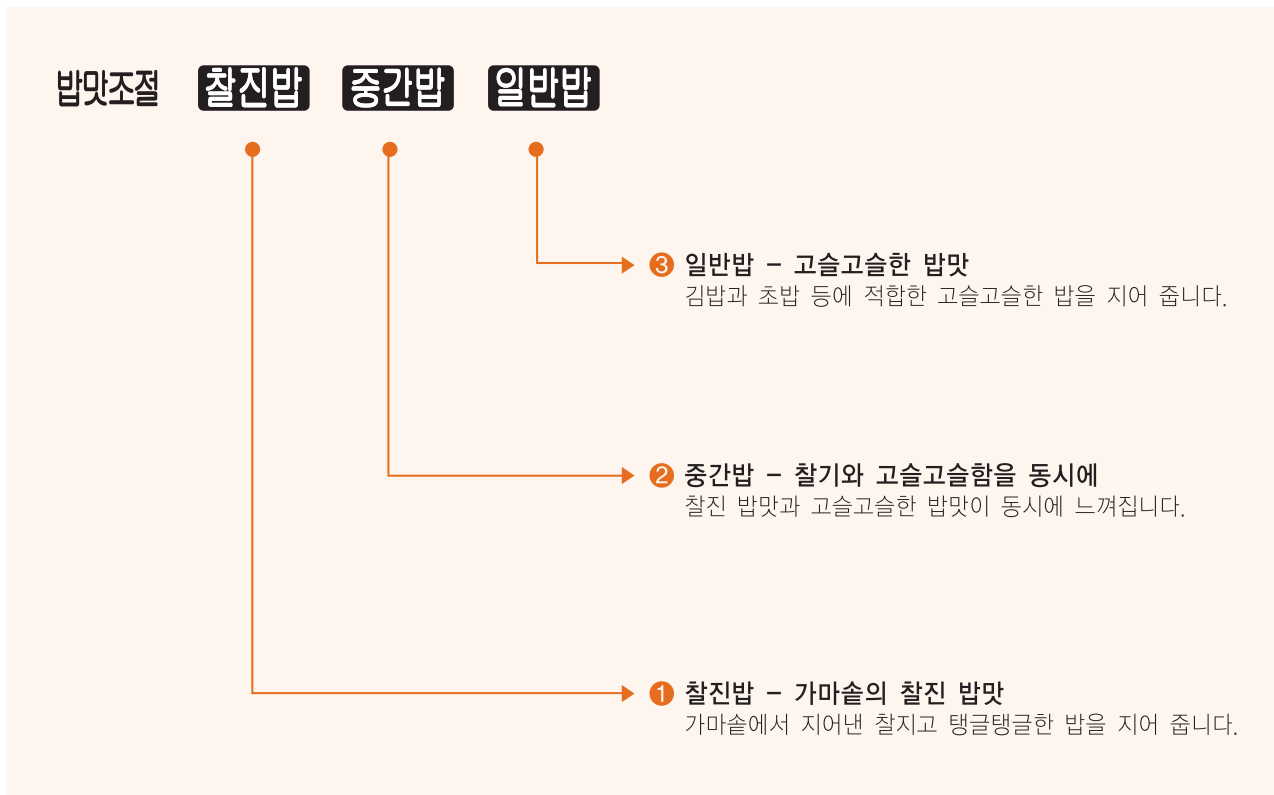 밥맛조절 찰진밥 중간밥 일반밥
❸ 일반밥 – 고슬고슬한 밥맛
김밥과 초밥 등에 적합한 고슬고슬한 밥을 지어 줍니다.
❷ 중간밥 – 찰기와 고슬고슬함을 동시에
찰진 밥맛과 고슬고슬한 밥맛이 동시에 느껴집니다.
❶ 찰진밥 – 가마솥의 찰진 밥맛
가마솥에서 지어낸 찰지고 탱글탱글한 밥을 지어 줍니다.